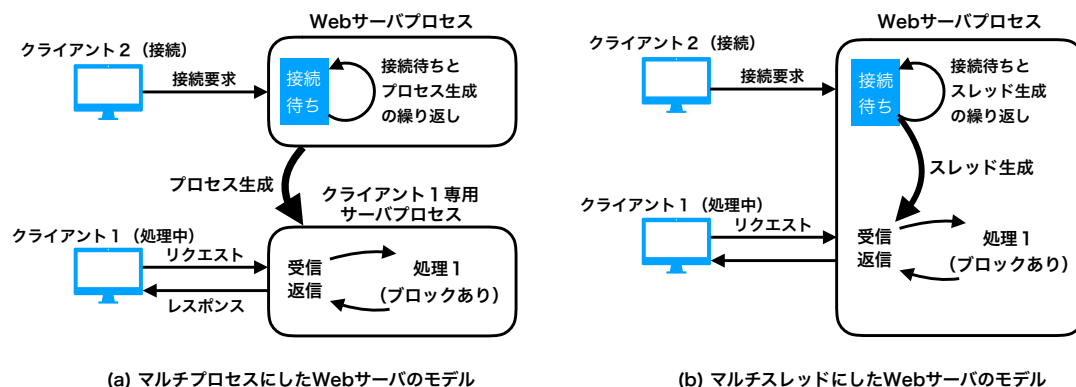 Webサーバプロセス
クライアント２（接続）
接続要求
接続
待ち
接続待ちと
プロセス生成
の繰り返し
プロセス生成
クライアント１専用
サーバプロセス
クライアント１（処理中）
リクエスト
レスポンス
受信
返信
処理１
（ブロックあり）
(a) マルチプロセスにしたWebサーバのモデル
Webサーバプロセス
クライアント２（接続）
接続要求
接続
待ち
接続待ちと
スレッド生成
の繰り返し
スレッド生成
クライアント１（処理中）
リクエスト
受信
返信
処理１
（ブロックあり）
(b) マルチスレッドにしたWebサーバのモデル